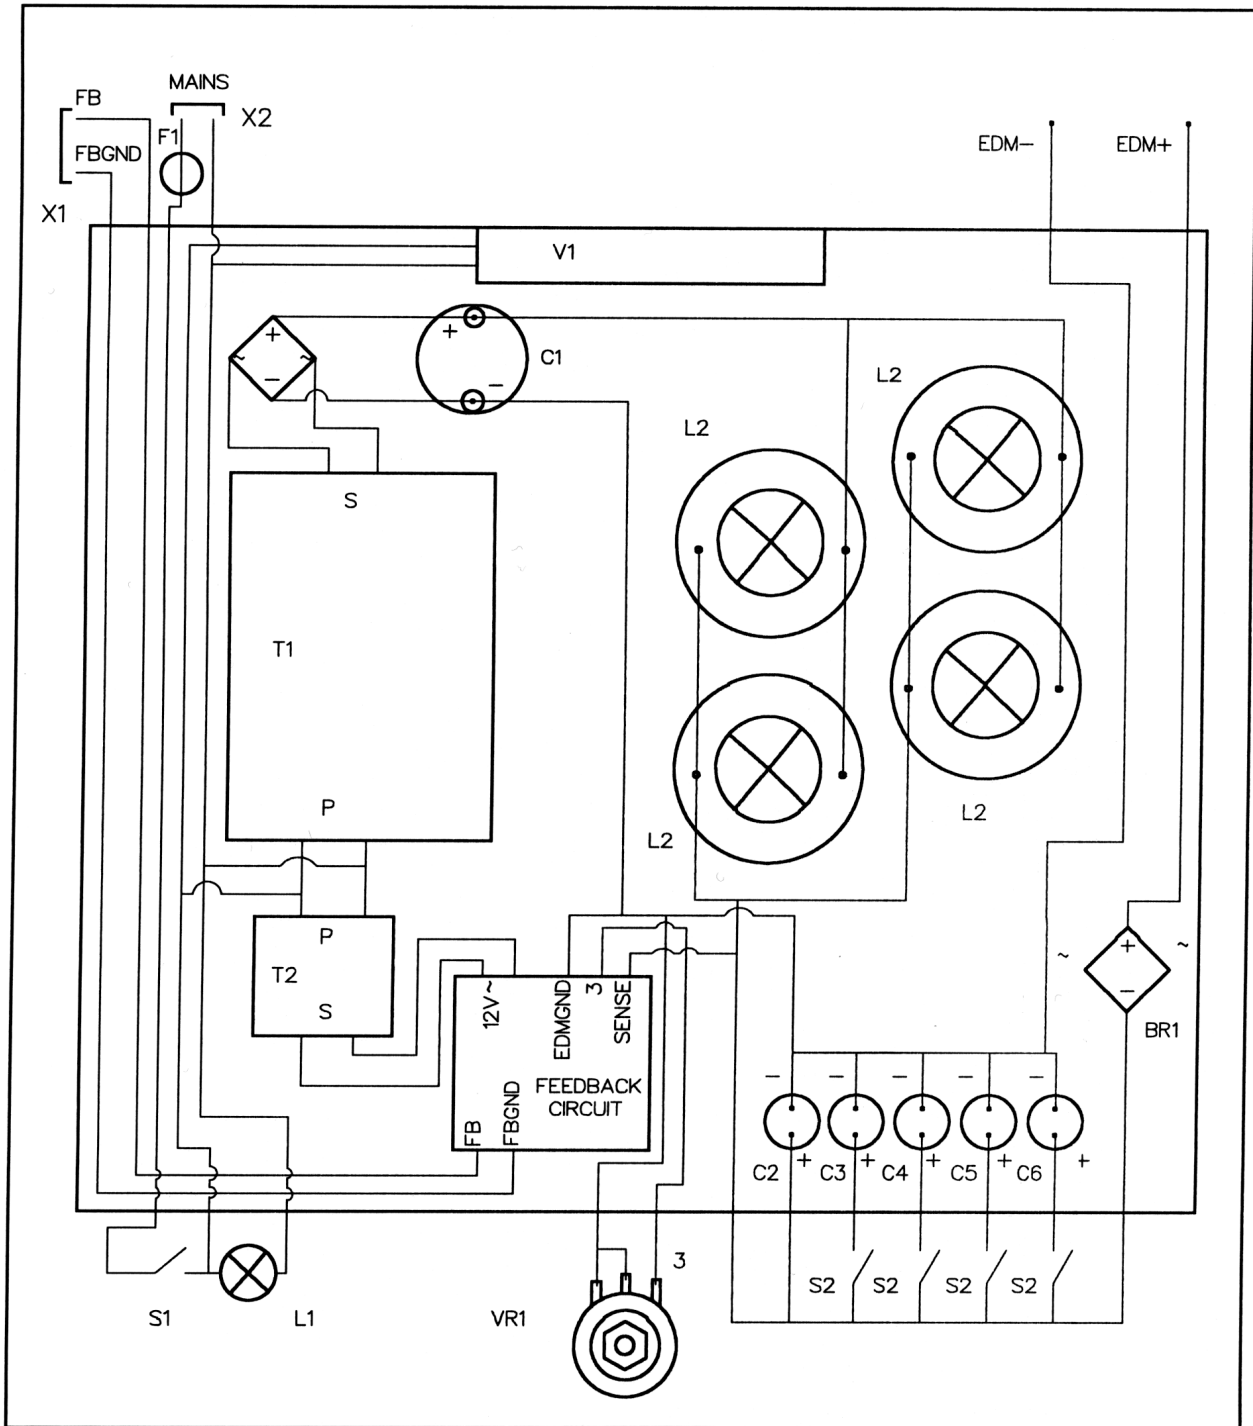 MAINS
FB
X2
F1
FBGND
EDM-
EDM+
X1
V1
+
+
-
~
~
-
C1
L2
L2
S
T1
P
L2
L2
P
T2
S
12V~
EDMGND
3
SENSE
FEEDBACK
CIRCUIT
FB
FBGND
~
+
-
~
BR1
-
-
-
-
-
C2
+
C3
+
C4
+
C5
+
C6
+
S1
L1
VR1
3
S2
S2
S2
S2